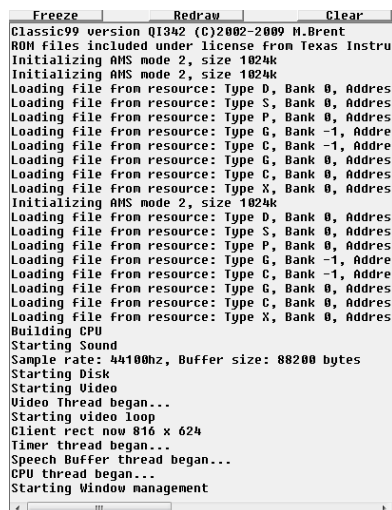 Freeze Redraw Clear
Classic99 version QI342 (C)2002-2009 M.Brent
ROM files included under license from Texas Instru
Initializing AMS mode 2, size 1024k
Initializing AMS mode 2, size 1024k
Loading file from resource: Type D, Bank 0, Addres
Loading file from resource: Type S, Bank 0, Addres
Loading file from resource: Type P, Bank 0, Addres
Loading file from resource: Type G, Bank -1, Addre
Loading file from resource: Type C, Bank -1, Addre
Loading file from resource: Type G, Bank 0, Addres
Loading file from resource: Type C, Bank 0, Addres
Loading file from resource: Type X, Bank 0, Addres
Initializing AMS mode 2, size 1024k
Loading file from resource: Type D, Bank 0, Addres
Loading file from resource: Type S, Bank 0, Addres
Loading file from resource: Type P, Bank 0, Addres
Loading file from resource: Type G, Bank -1, Addre
Loading file from resource: Type C, Bank -1, Addre
Loading file from resource: Type G, Bank 0, Addres
Loading file from resource: Type C, Bank 0, Addres
Loading file from resource: Type X, Bank 0, Addres
Building CPU
Starting Sound
Sample rate: 44100hz, Buffer size: 88200 bytes
Starting Disk
Starting Video
Video Thread began...
Starting video loop
Client rect now 816 x 624
Timer thread began...
Speech Buffer thread began...
CPU thread began...
Starting Window management